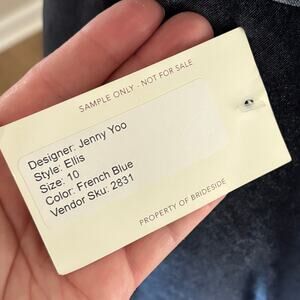 SAMPLE ONLY - NOT FOR SALE
Designer: Jenny Yoo
Style: Ellis
Size: 10
Color: French Blue
Vendor Sku: 2831
PROPERTY OF BRIDESIDE